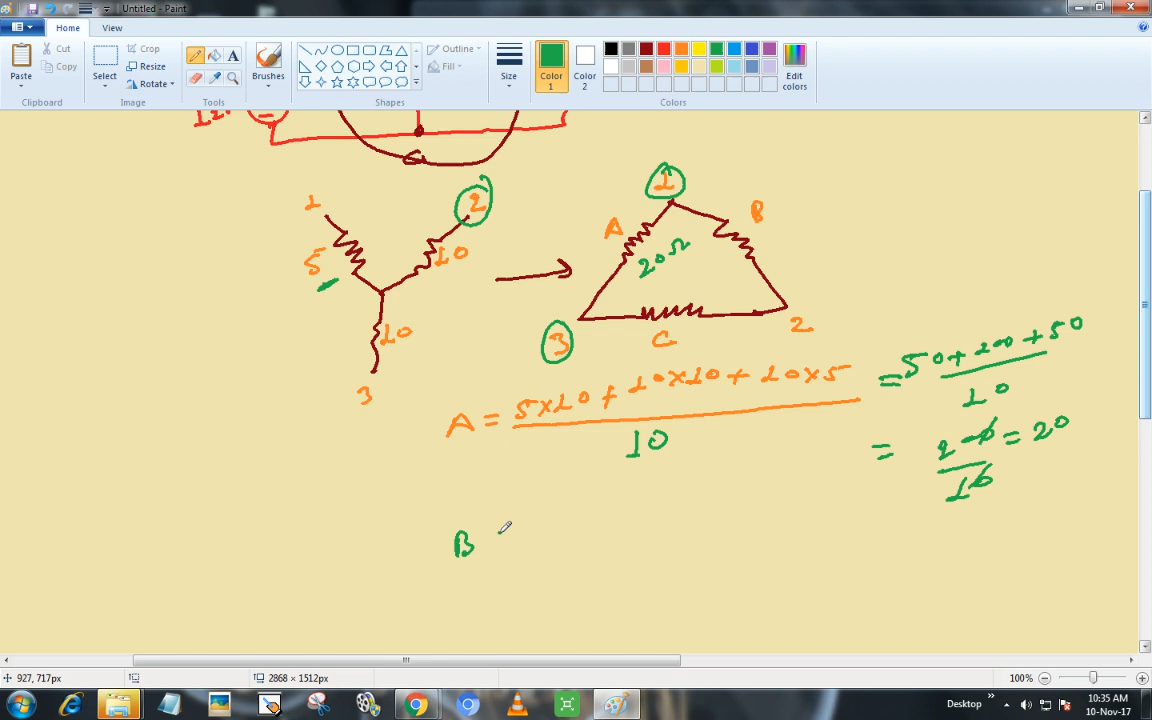 Untitled - Paint
Home View
Paste
Cut
Copy
Clipboard
Select
Crop
Resize
Rotate
Image
Tools
Brushes
Shapes
Outline
Fill
Size
Color 1
Color 2
Edit colors
Colors
1
2
5
10
10
3
1
A
B
20Ω
3
C
2
A = 5×10 + 10×10 + 10×5
10
= 50 + 100 + 50
10
= 200 = 20
10
B
927, 717px
2868 × 1512px
100%
Desktop
10:35 AM
10-Nov-17